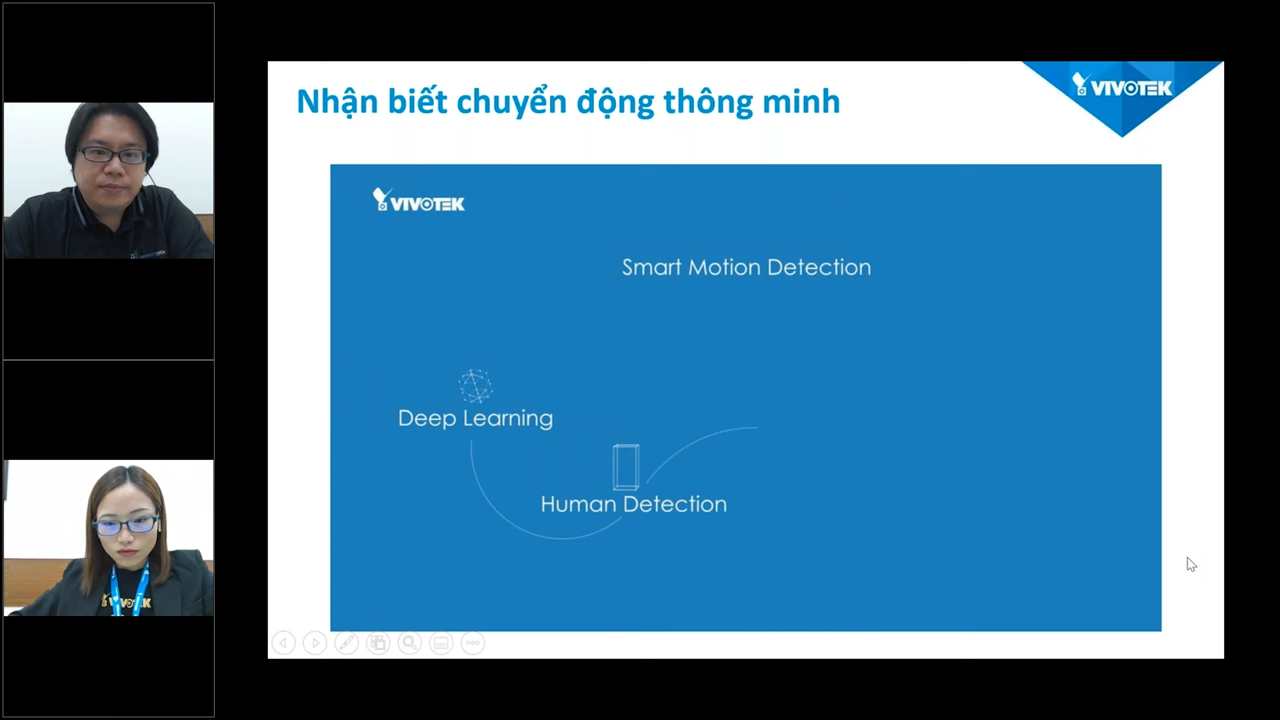 Nhận biết chuyển động thông minh
VIVOTEK
VIVOTEK
Smart Motion Detection
Deep Learning
Human Detection
VIVOTEK